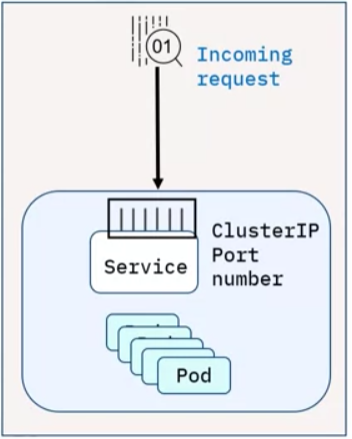 01
Incoming
request
ClusterIP
Port
number
Service
Pod